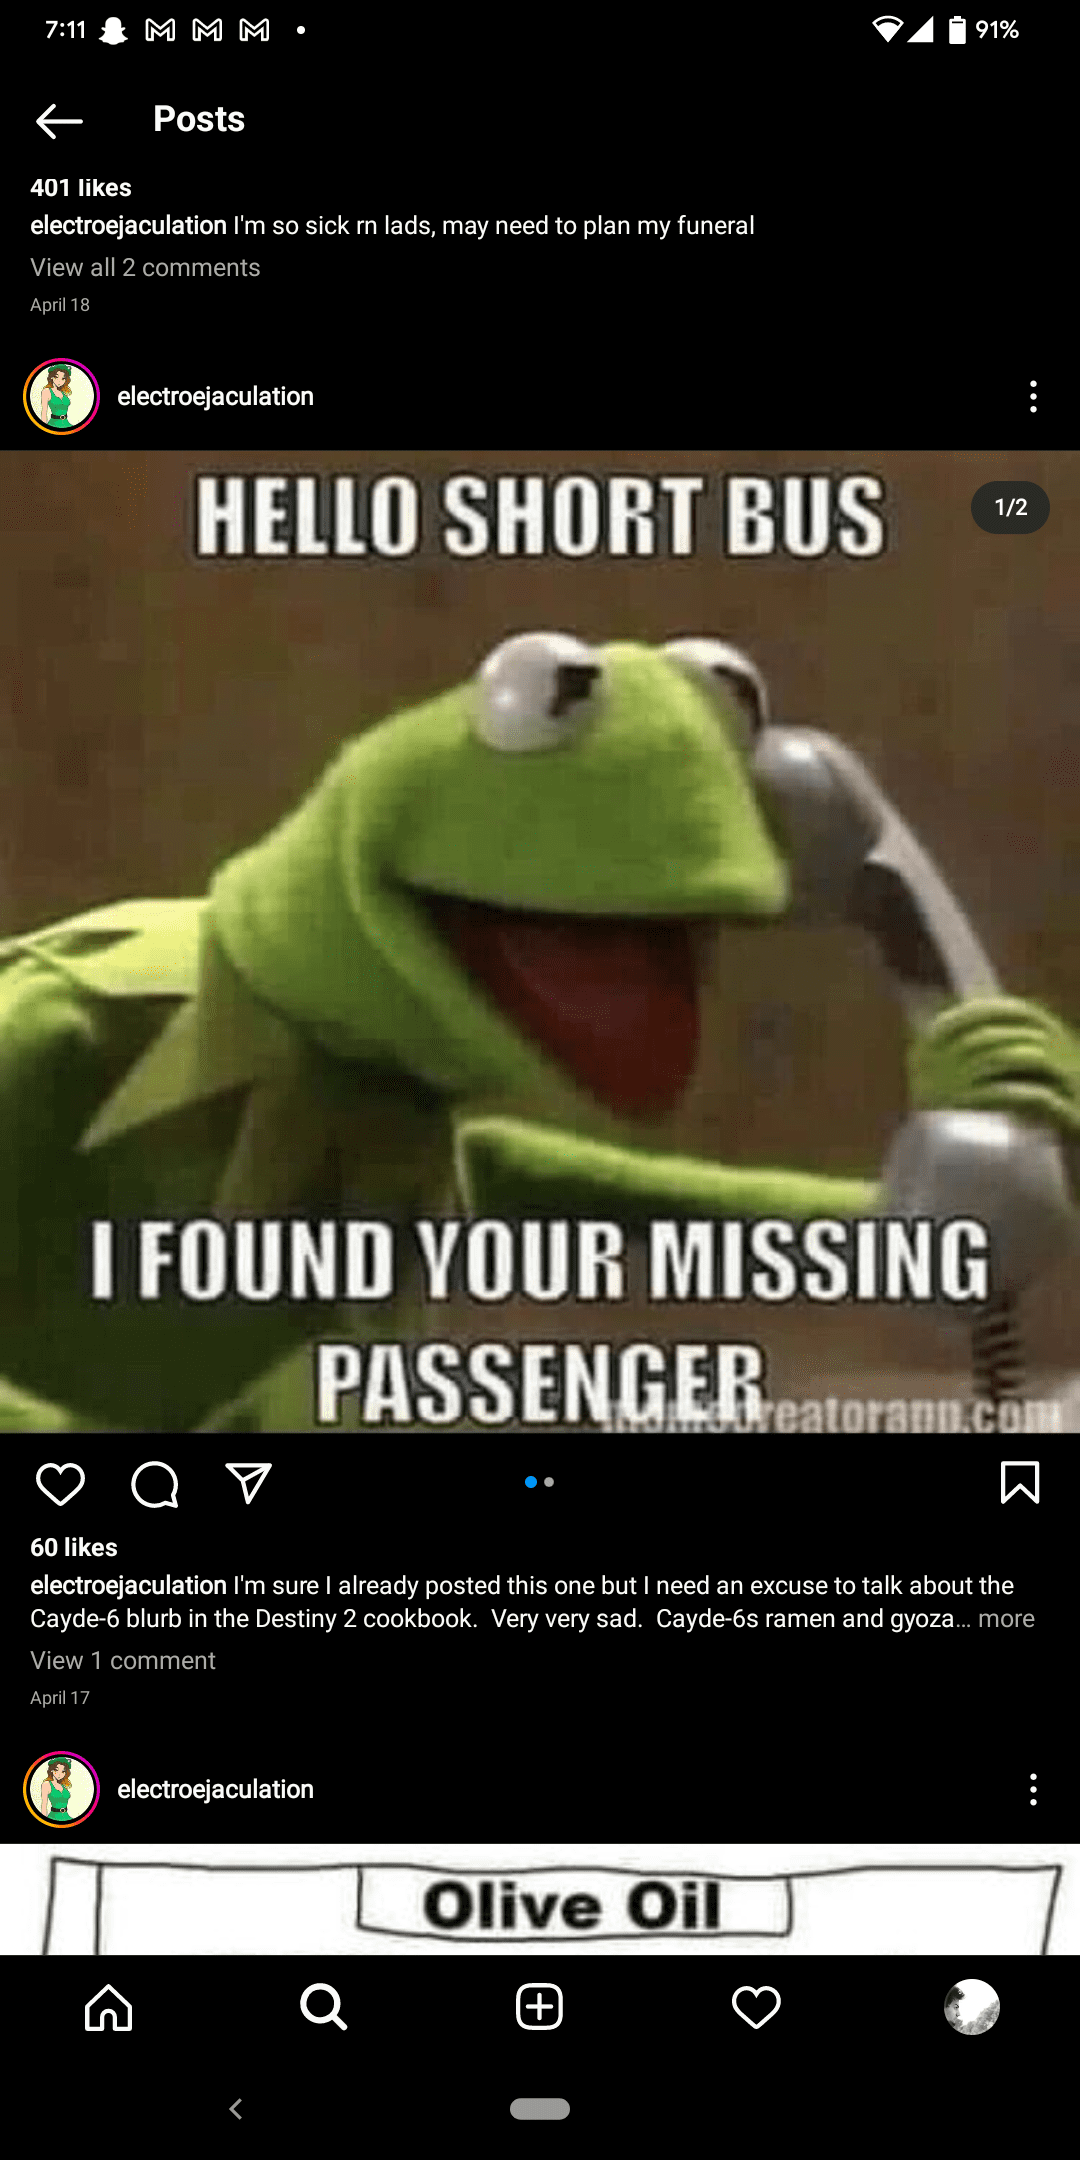 7:11
91%
Posts
401 likes
electroejaculation I'm so sick rn lads, may need to plan my funeral
View all 2 comments
April 18
electroejaculation
HELLO SHORT BUS
1/2
I FOUND YOUR MISSING
PASSENGER
memecreatorapp.com
60 likes
electroejaculation I'm sure I already posted this one but I need an excuse to talk about the
Cayde-6 blurb in the Destiny 2 cookbook.  Very very sad.  Cayde-6s ramen and gyoza... more
View 1 comment
April 17
electroejaculation
Olive Oil